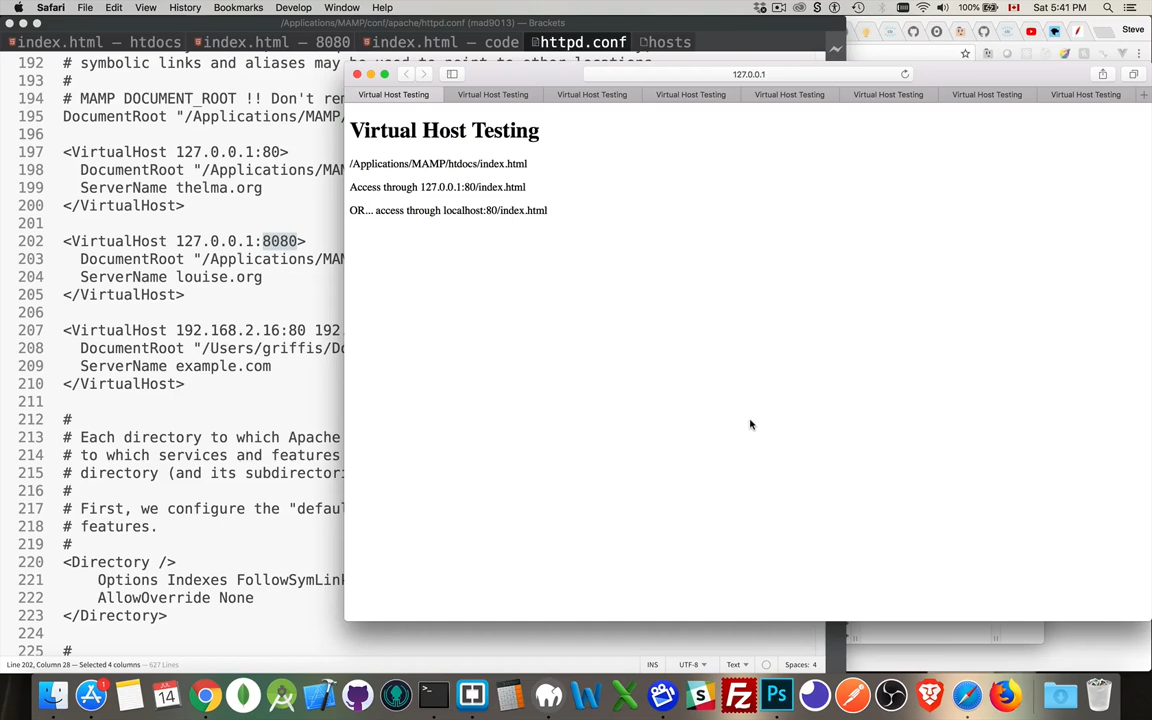 Safari File Edit View History Bookmarks Develop Window Help 100% Sat 5:41 PM
/Applications/MAMP/conf/apache/httpd.conf (mad9013) — Brackets
index.html — htdocs index.html — 8080 index.html — code httpd.conf hosts
Steve
192 # symbolic links and aliases may be used to point to other locations.
193 #
194 # MAMP DOCUMENT_ROOT !! Don't rem
195 DocumentRoot "/Applications/MAMP/
196
197 <VirtualHost 127.0.0.1:80>
198 DocumentRoot "/Applications/MAM
199 ServerName thelma.org
200 </VirtualHost>
201
202 <VirtualHost 127.0.0.1:8080>
203 DocumentRoot "/Applications/MAM
204 ServerName louise.org
205 </VirtualHost>
206
207 <VirtualHost 192.168.2.16:80 192.
208 DocumentRoot "/Users/griffis/Do
209 ServerName example.com
210 </VirtualHost>
211
212 #
213 # Each directory to which Apache
214 # to which services and features
215 # directory (and its subdirectori
216 #
217 # First, we configure the "defau
218 # features.
219 #
220 <Directory />
221 Options Indexes FollowSymLink
222 AllowOverride None
223 </Directory>
224
225 #
127.0.0.1
Virtual Host Testing Virtual Host Testing Virtual Host Testing Virtual Host Testing Virtual Host Testing Virtual Host Testing Virtual Host Testing Virtual Host Testing
Virtual Host Testing
/Applications/MAMP/htdocs/index.html
Access through 127.0.0.1:80/index.html
OR... access through localhost:80/index.html
Line 202, Column 28 — Selected 4 columns — 627 Lines INS UTF-8 Text Spaces: 4
JUL
14
1